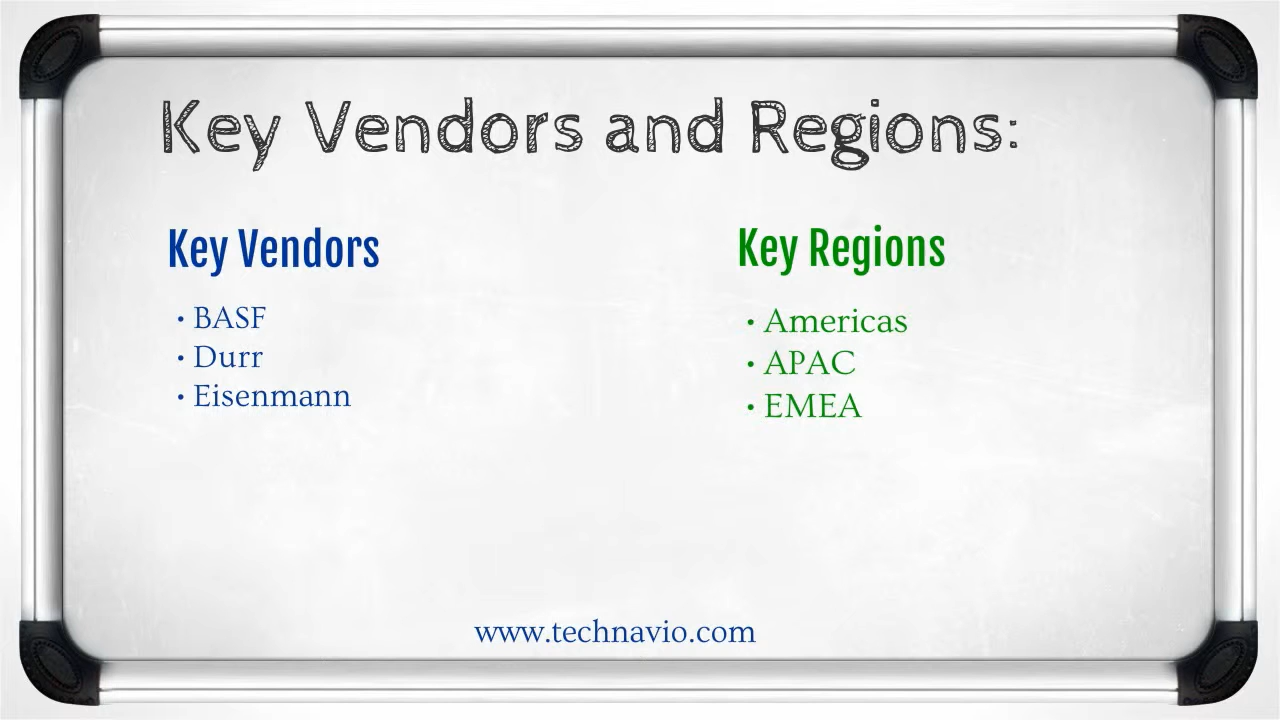 Key Vendors and Regions:
Key Vendors
• BASF
• Durr
• Eisenmann
Key Regions
• Americas
• APAC
• EMEA
www.technavio.com